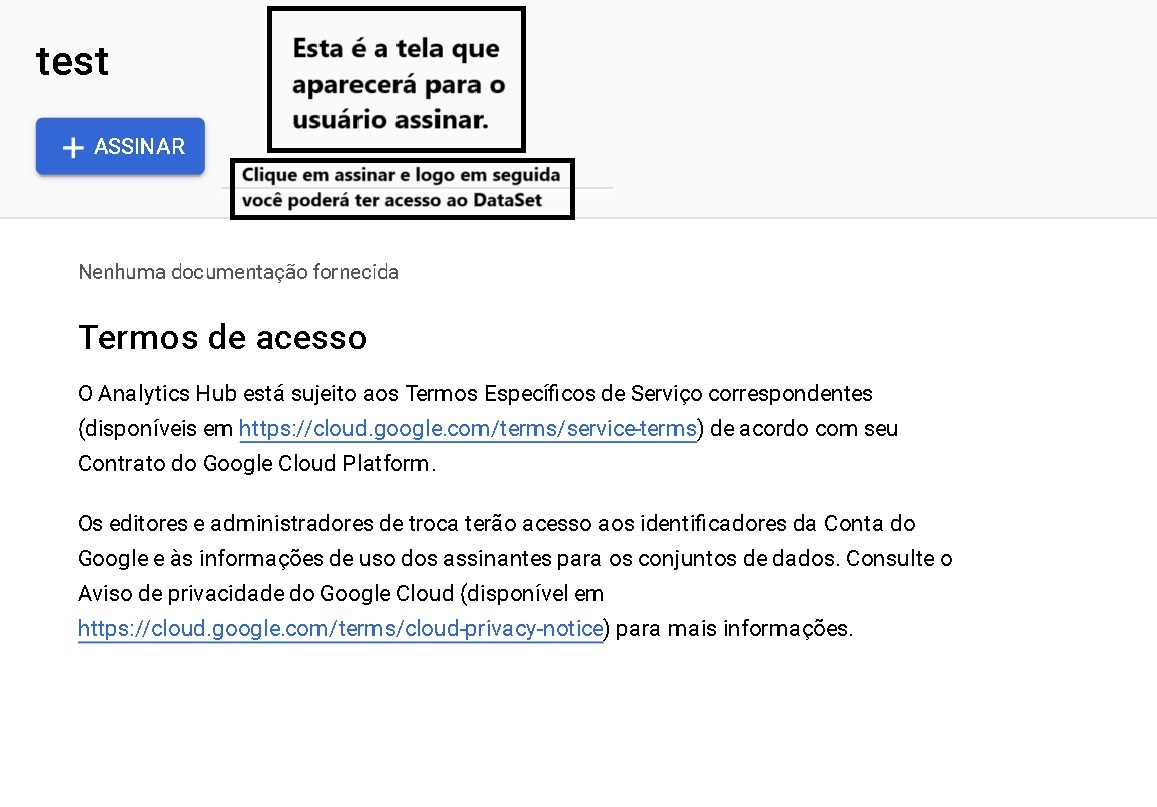 test
Esta é a tela que
aparecerá para o
usuário assinar.
+ ASSINAR
Clique em assinar e logo em seguida
você poderá ter acesso ao DataSet
Nenhuma documentação fornecida
Termos de acesso
O Analytics Hub está sujeito aos Termos Específicos de Serviço correspondentes
(disponíveis em https://cloud.google.com/terms/service-terms) de acordo com seu
Contrato do Google Cloud Platform.
Os editores e administradores de troca terão acesso aos identificadores da Conta do
Google e às informações de uso dos assinantes para os conjuntos de dados. Consulte o
Aviso de privacidade do Google Cloud (disponível em
https://cloud.google.com/terms/cloud-privacy-notice) para mais informações.